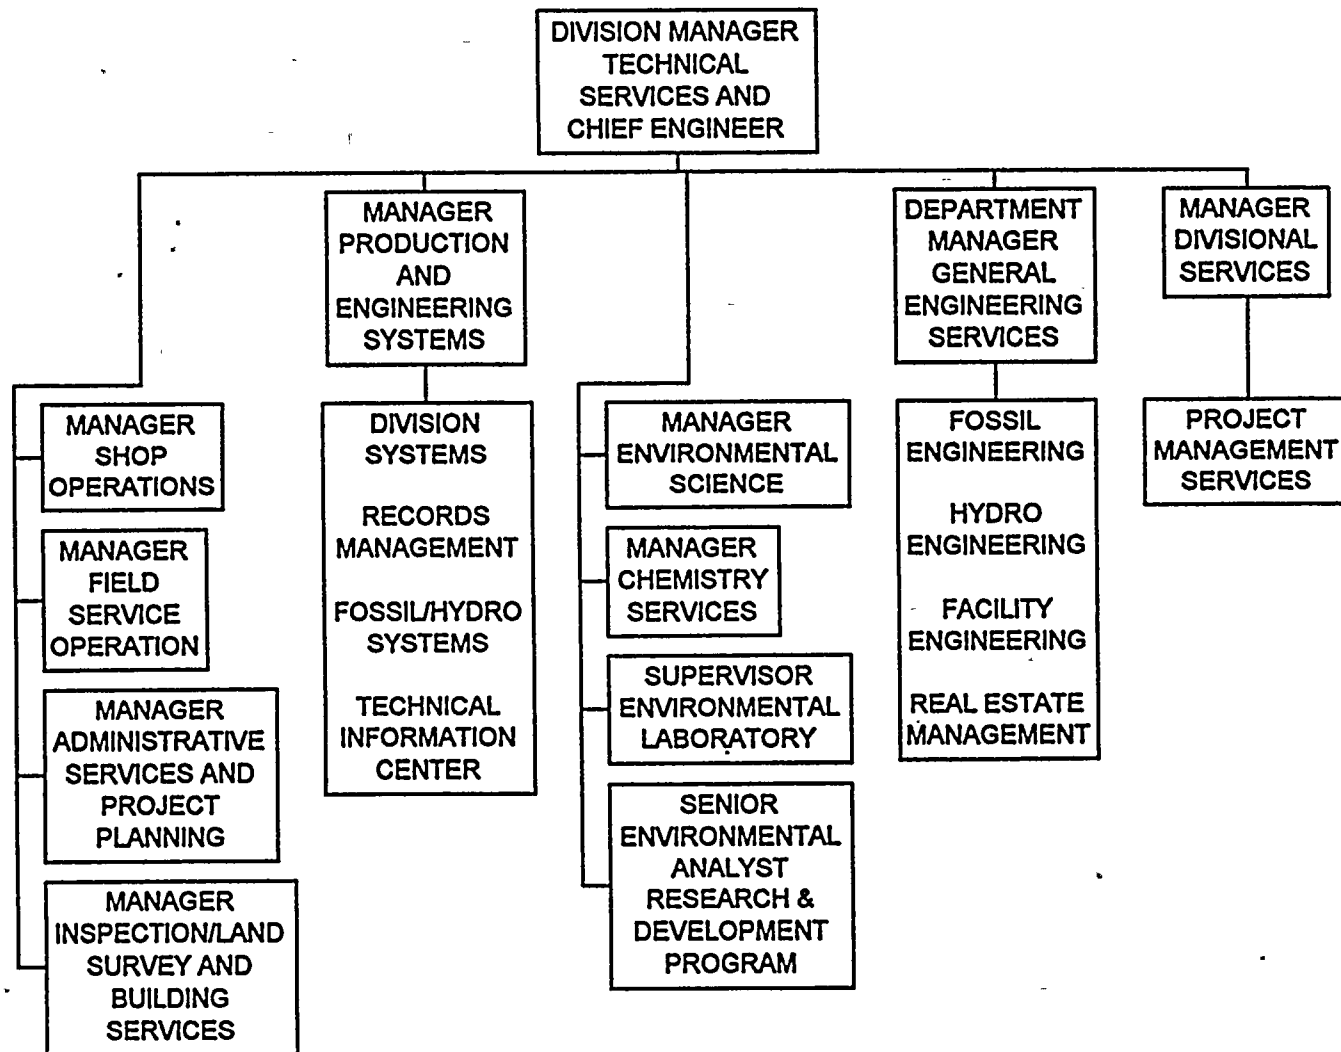 DIVISION MANAGER
TECHNICAL
SERVICES AND
CHIEF ENGINEER
MANAGER
PRODUCTION
AND
ENGINEERING
SYSTEMS
DEPARTMENT
MANAGER
GENERAL
ENGINEERING
SERVICES
MANAGER
DIVISIONAL
SERVICES
MANAGER
SHOP
OPERATIONS
MANAGER
FIELD
SERVICE
OPERATION
MANAGER
ADMINISTRATIVE
SERVICES AND
PROJECT
PLANNING
MANAGER
INSPECTION/LAND
SURVEY AND
BUILDING
SERVICES
DIVISION
SYSTEMS
RECORDS
MANAGEMENT
FOSSIL/HYDRO
SYSTEMS
TECHNICAL
INFORMATION
CENTER
MANAGER
ENVIRONMENTAL
SCIENCE
MANAGER
CHEMISTRY
SERVICES
SUPERVISOR
ENVIRONMENTAL
LABORATORY
SENIOR
ENVIRONMENTAL
ANALYST
RESEARCH &
DEVELOPMENT
PROGRAM
FOSSIL
ENGINEERING
HYDRO
ENGINEERING
FACILITY
ENGINEERING
REAL ESTATE
MANAGEMENT
PROJECT
MANAGEMENT
SERVICES